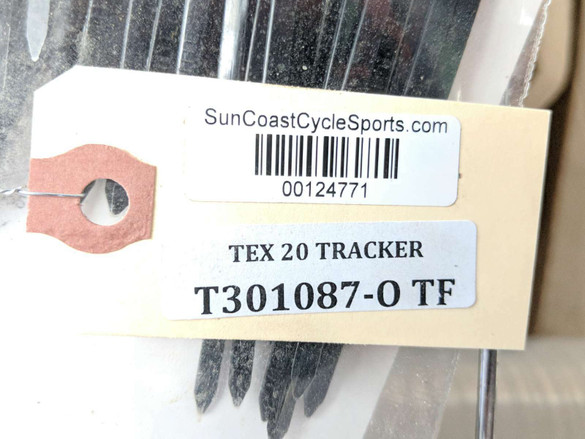 SunCoastCycleSports.com
00124771
TEX 20 TRACKER
T301087-O TF